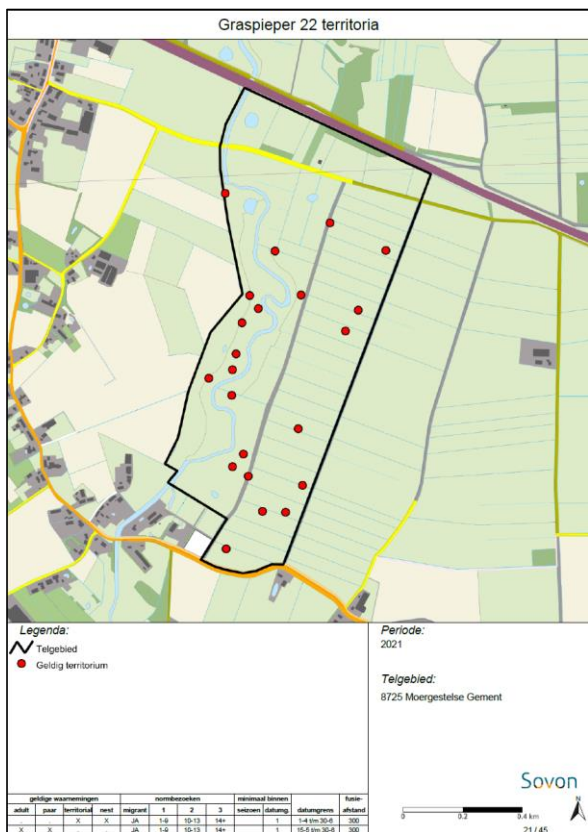 Graspieper 22 territoria
Legenda:
Telgebied
Geldig territorium
Periode:
2021
Telgebied:
8725 Moergestelse Gement
Sovon
0 0.2 0.4 km
N
21 / 45
geldige waarnemingen normbezoeken minimaal binnen fusie-
adult paar territorial nest migrant 1 2 3 seizoen datumg. datumgrens afstand
. . X X JA 1-9 10-13 14+ 1 1-4 t/m 30-6 300
X X X X JA 1-9 10-13 14+ 1 15-5 t/m 30-6 300